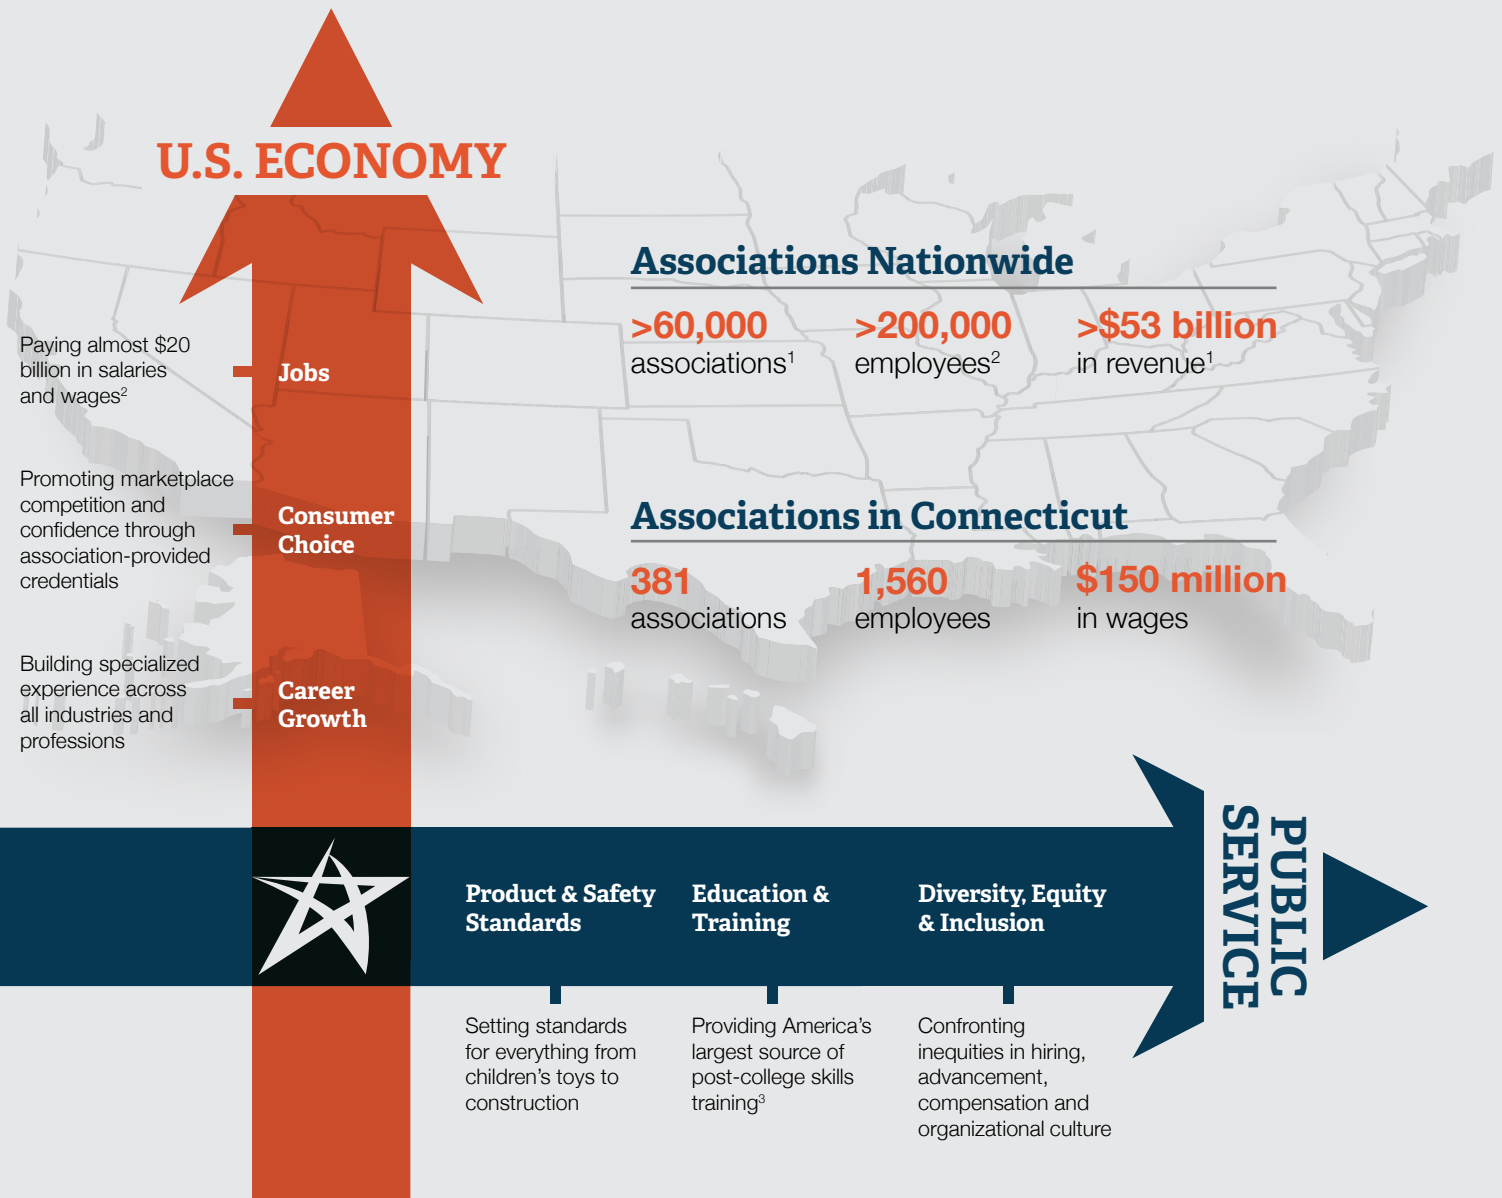 U.S. ECONOMY
Paying almost $20
billion in salaries
and wages²
Jobs
Promoting marketplace
competition and
confidence through
association-provided
credentials
Consumer
Choice
Building specialized
experience across
all industries and
professions
Career
Growth
Associations Nationwide
>60,000
associations¹
>200,000
employees²
>$53 billion
in revenue¹
Associations in Connecticut
381
associations
1,560
employees
$150 million
in wages
PUBLIC
SERVICE
Product & Safety
Standards
Setting standards
for everything from
children’s toys to
construction
Education &
Training
Providing America’s
largest source of
post-college skills
training³
Diversity, Equity
& Inclusion
Confronting
inequities in hiring,
advancement,
compensation and
organizational culture